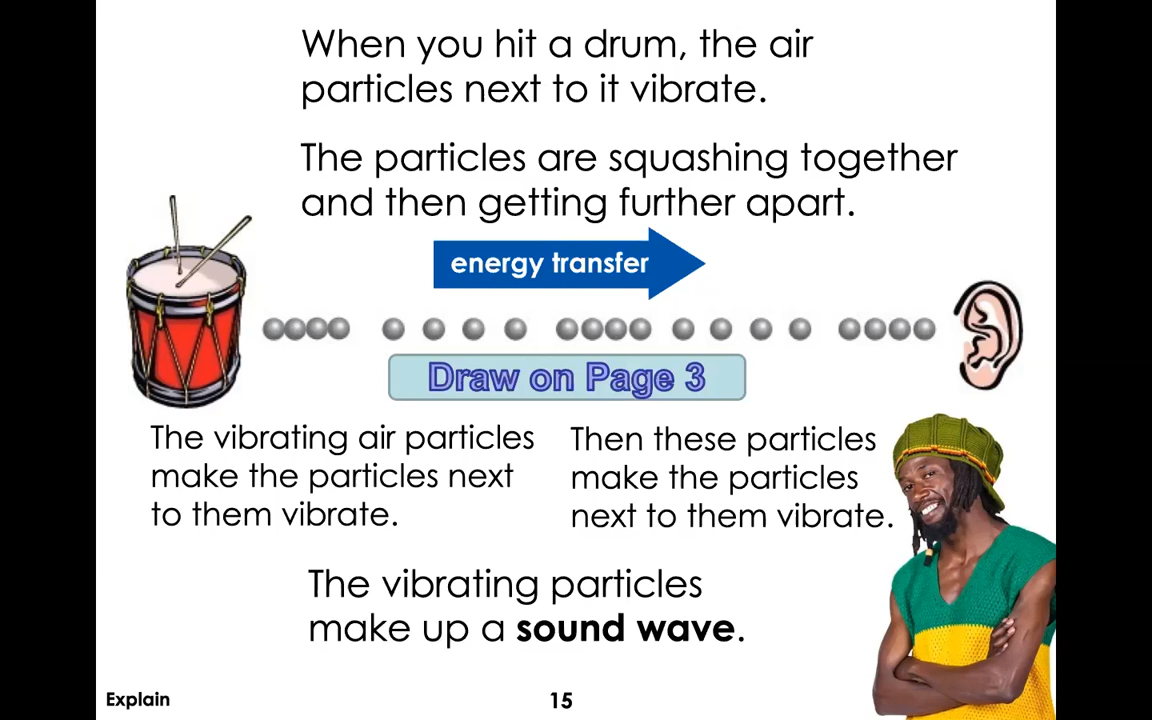 When you hit a drum, the air
particles next to it vibrate.
The particles are squashing together
and then getting further apart.
energy transfer
Draw on Page 3
The vibrating air particles
make the particles next
to them vibrate.
Then these particles
make the particles
next to them vibrate.
The vibrating particles
make up a sound wave.
Explain
15